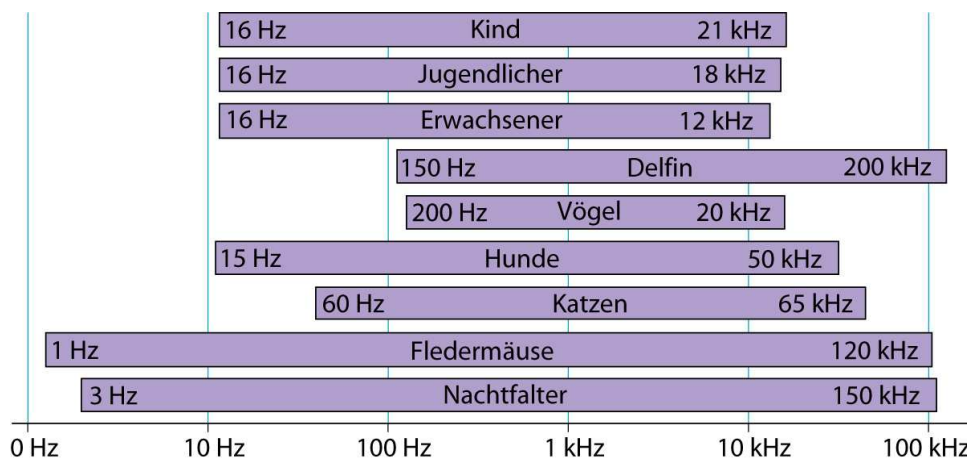 16 Hz Kind 21 kHz
16 Hz Jugendlicher 18 kHz
16 Hz Erwachsener 12 kHz
150 Hz Delfin 200 kHz
200 Hz Vögel 20 kHz
15 Hz Hunde 50 kHz
60 Hz Katzen 65 kHz
1 Hz Fledermäuse 120 kHz
3 Hz Nachtfalter 150 kHz
0 Hz 10 Hz 100 Hz 1 kHz 10 kHz 100 kHz